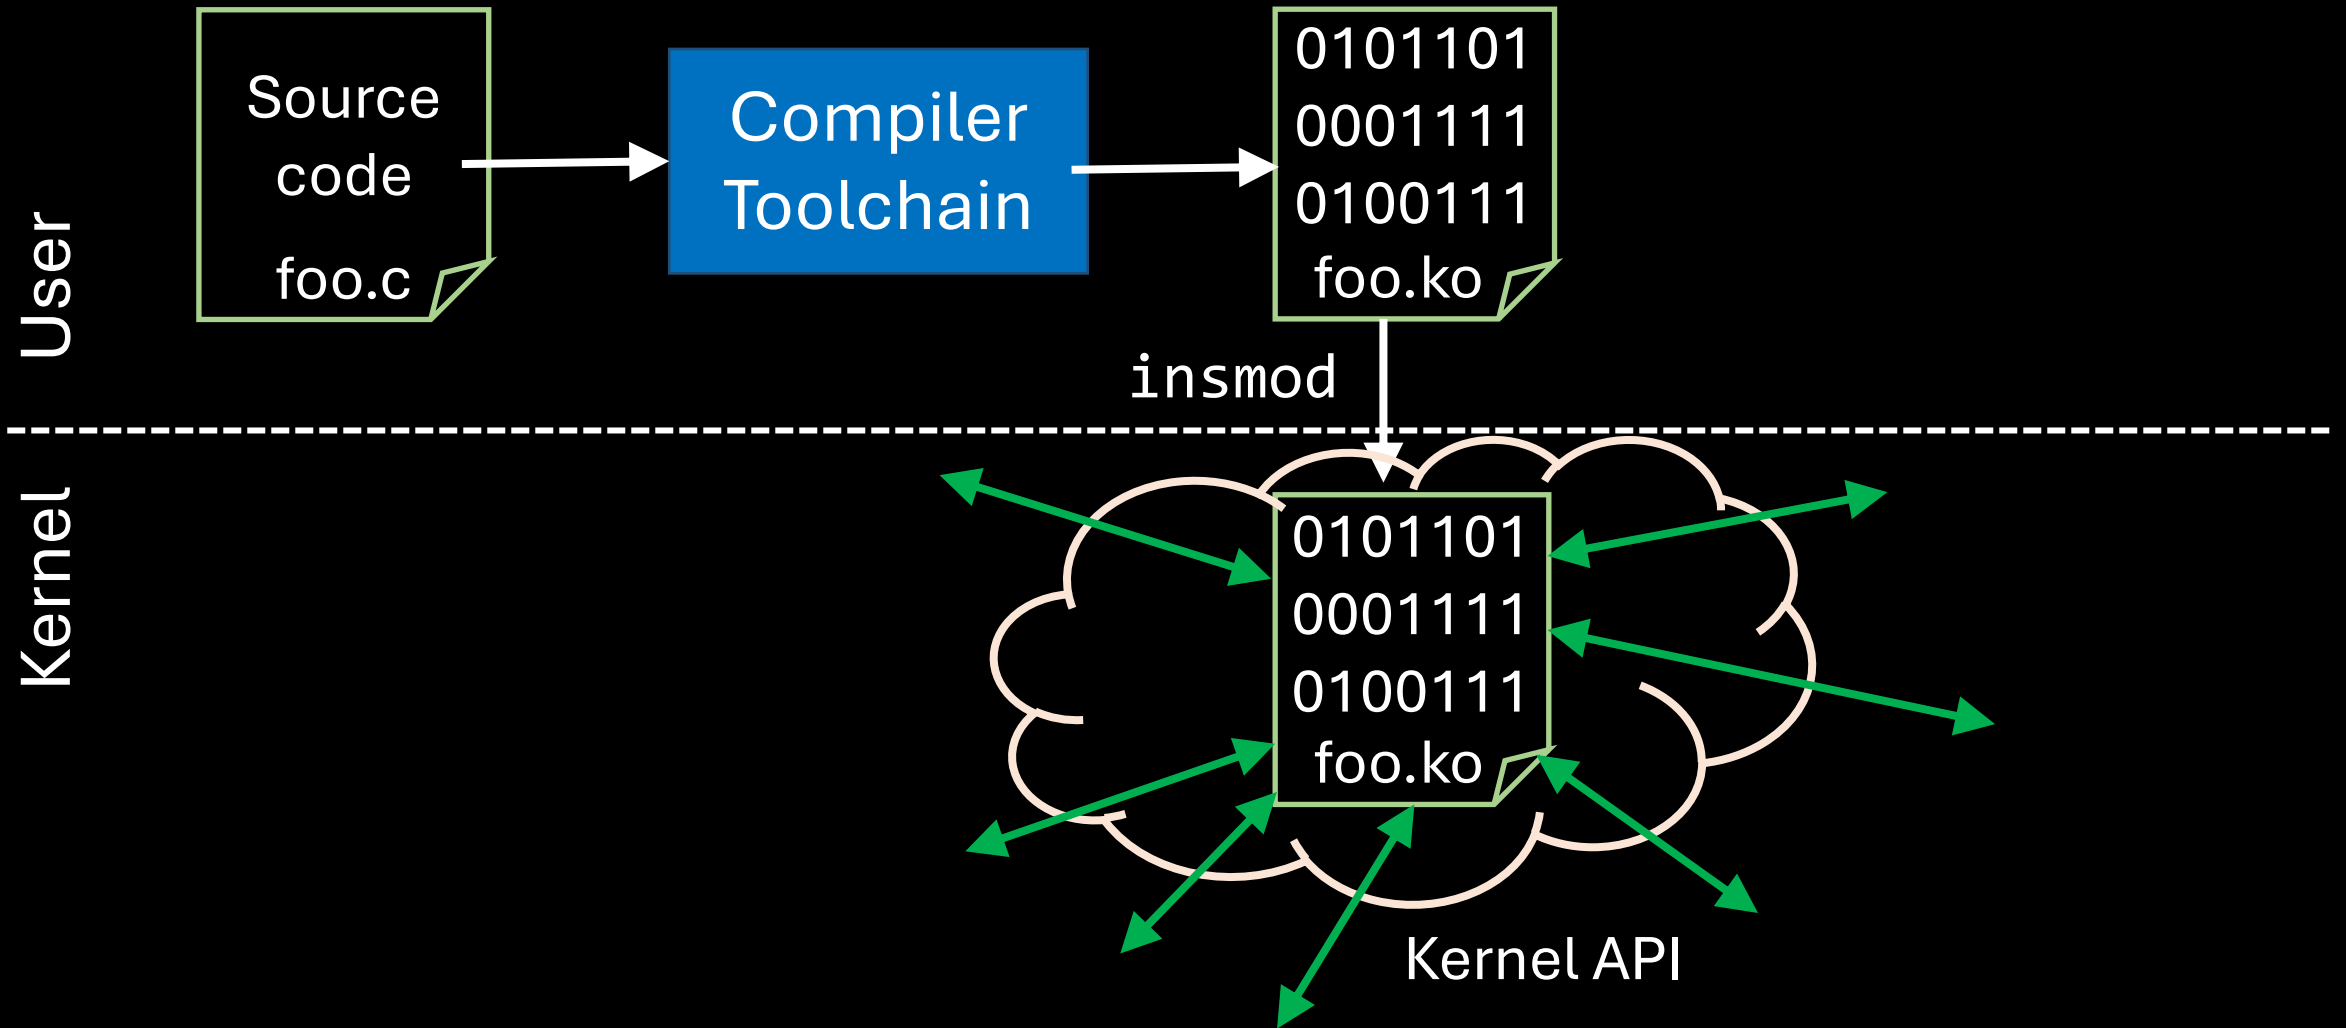 User
Source
code
foo.c
Compiler
Toolchain
0101101
0001111
0100111
foo.ko
insmod
Kernel
0101101
0001111
0100111
foo.ko
Kernel API